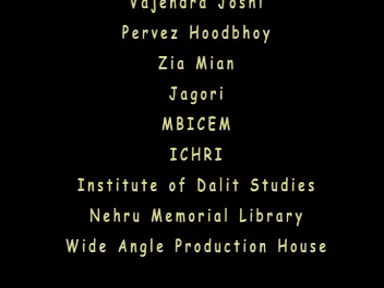 Vajendra Joshi
Pervez Hoodbhoy
Zia Mian
Jagori
MBICEM
ICHRI
Institute of Dalit Studies
Nehru Memorial Library
Wide Angle Production House